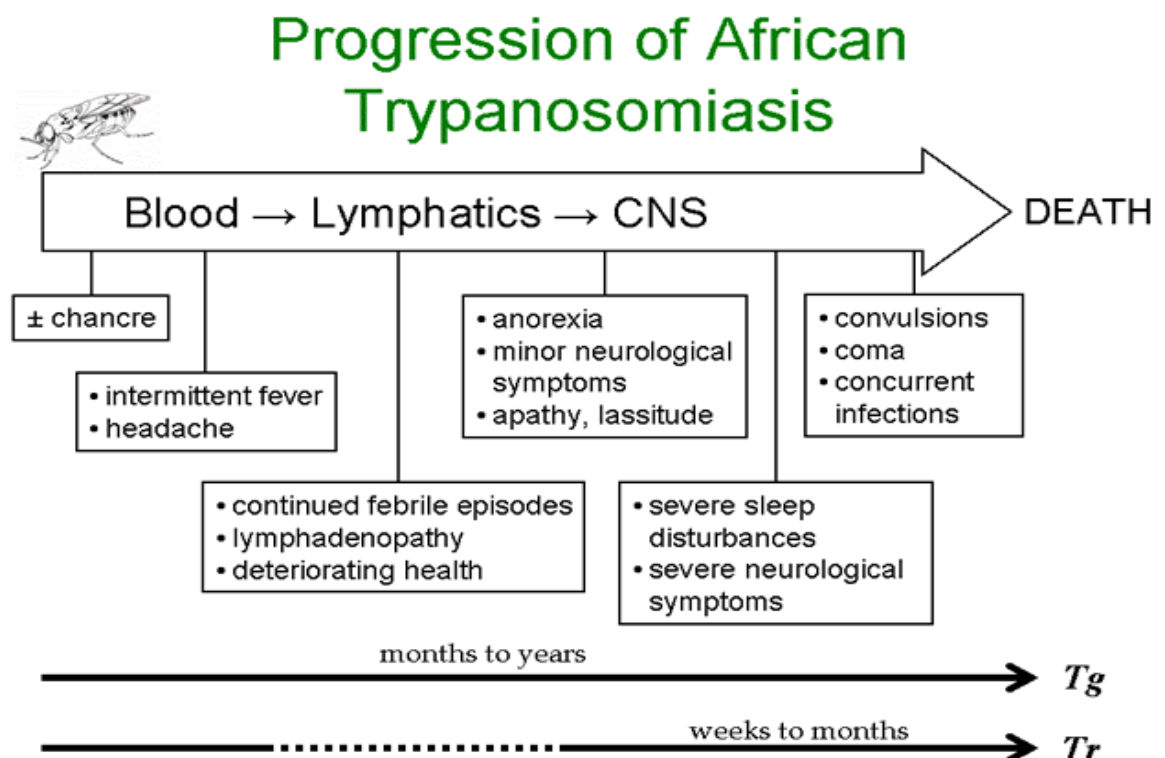 Progression of African
Trypanosomiasis
Blood → Lymphatics → CNS
DEATH
± chancre
• intermittent fever
• headache
• continued febrile episodes
• lymphadenopathy
• deteriorating health
• anorexia
• minor neurological
symptoms
• apathy, lassitude
• severe sleep
disturbances
• severe neurological
symptoms
• convulsions
• coma
• concurrent
infections
months to years
Tg
weeks to months
Tr